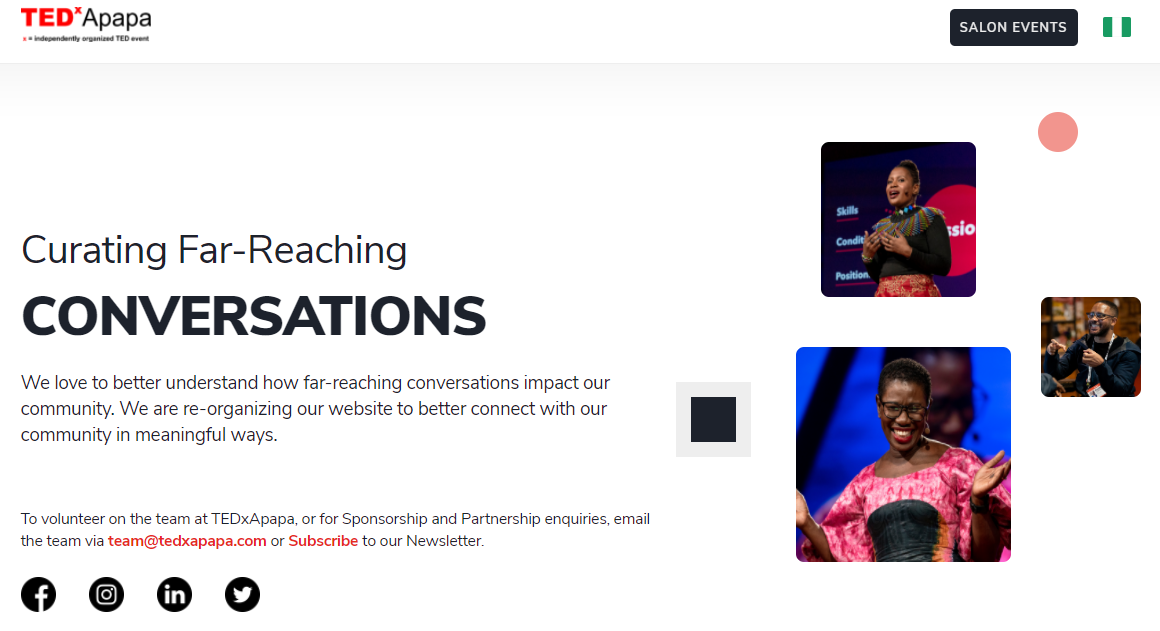 TEDxApapa
x = independently organized TED event
SALON EVENTS
Skills
Condit
ssio
Position
Curating Far-Reaching
CONVERSATIONS
We love to better understand how far-reaching conversations impact our
community. We are re-organizing our website to better connect with our
community in meaningful ways.
To volunteer on the team at TEDxApapa, or for Sponsorship and Partnership enquiries, email
the team via team@tedxapapa.com or Subscribe to our Newsletter.